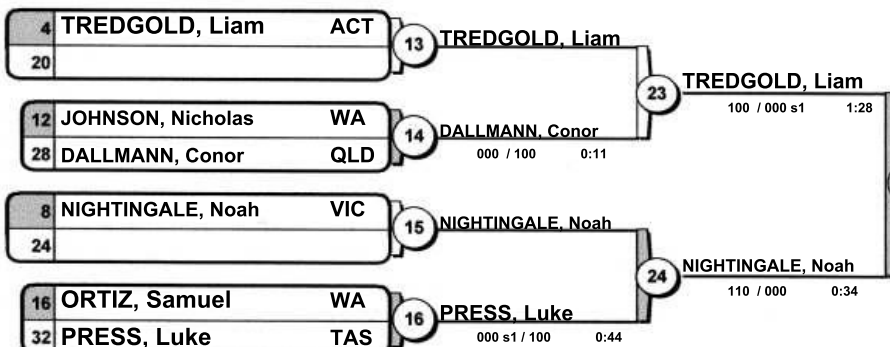 4 TREDGOLD, Liam ACT
20
13
TREDGOLD, Liam
12 JOHNSON, Nicholas WA
28 DALLMANN, Conor QLD
14
DALLMANN, Conor
000 / 100 0:11
23
TREDGOLD, Liam
100 / 000 s1 1:28
8 NIGHTINGALE, Noah VIC
24
15
NIGHTINGALE, Noah
16 ORTIZ, Samuel WA
32 PRESS, Luke TAS
16
PRESS, Luke
000 s1 / 100 0:44
24
NIGHTINGALE, Noah
110 / 000 0:34